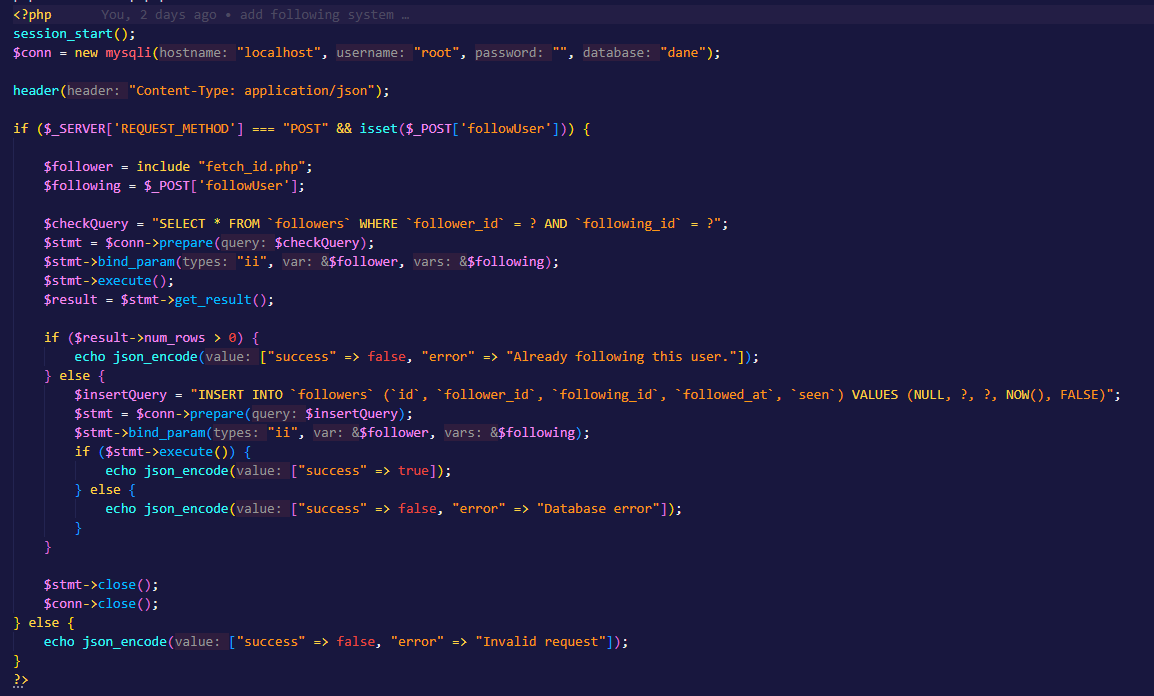 <?php You, 2 days ago • add following system …
session_start();
$conn = new mysqli(hostname: "localhost", username: "root", password: "", database: "dane");
header(header: "Content-Type: application/json");
if ($_SERVER['REQUEST_METHOD'] === "POST" && isset($_POST['followUser'])) {
$follower = include "fetch_id.php";
$following = $_POST['followUser'];
$checkQuery = "SELECT * FROM `followers` WHERE `follower_id` = ? AND `following_id` = ?";
$stmt = $conn->prepare(query: $checkQuery);
$stmt->bind_param(types: "ii", var: &$follower, vars: &$following);
$stmt->execute();
$result = $stmt->get_result();
if ($result->num_rows > 0) {
echo json_encode(value: ["success" => false, "error" => "Already following this user."]);
} else {
$insertQuery = "INSERT INTO `followers` (`id`, `follower_id`, `following_id`, `followed_at`, `seen`) VALUES (NULL, ?, ?, NOW(), FALSE)";
$stmt = $conn->prepare(query: $insertQuery);
$stmt->bind_param(types: "ii", var: &$follower, vars: &$following);
if ($stmt->execute()) {
echo json_encode(value: ["success" => true]);
} else {
echo json_encode(value: ["success" => false, "error" => "Database error"]);
}
}
$stmt->close();
$conn->close();
} else {
echo json_encode(value: ["success" => false, "error" => "Invalid request"]);
}
?>